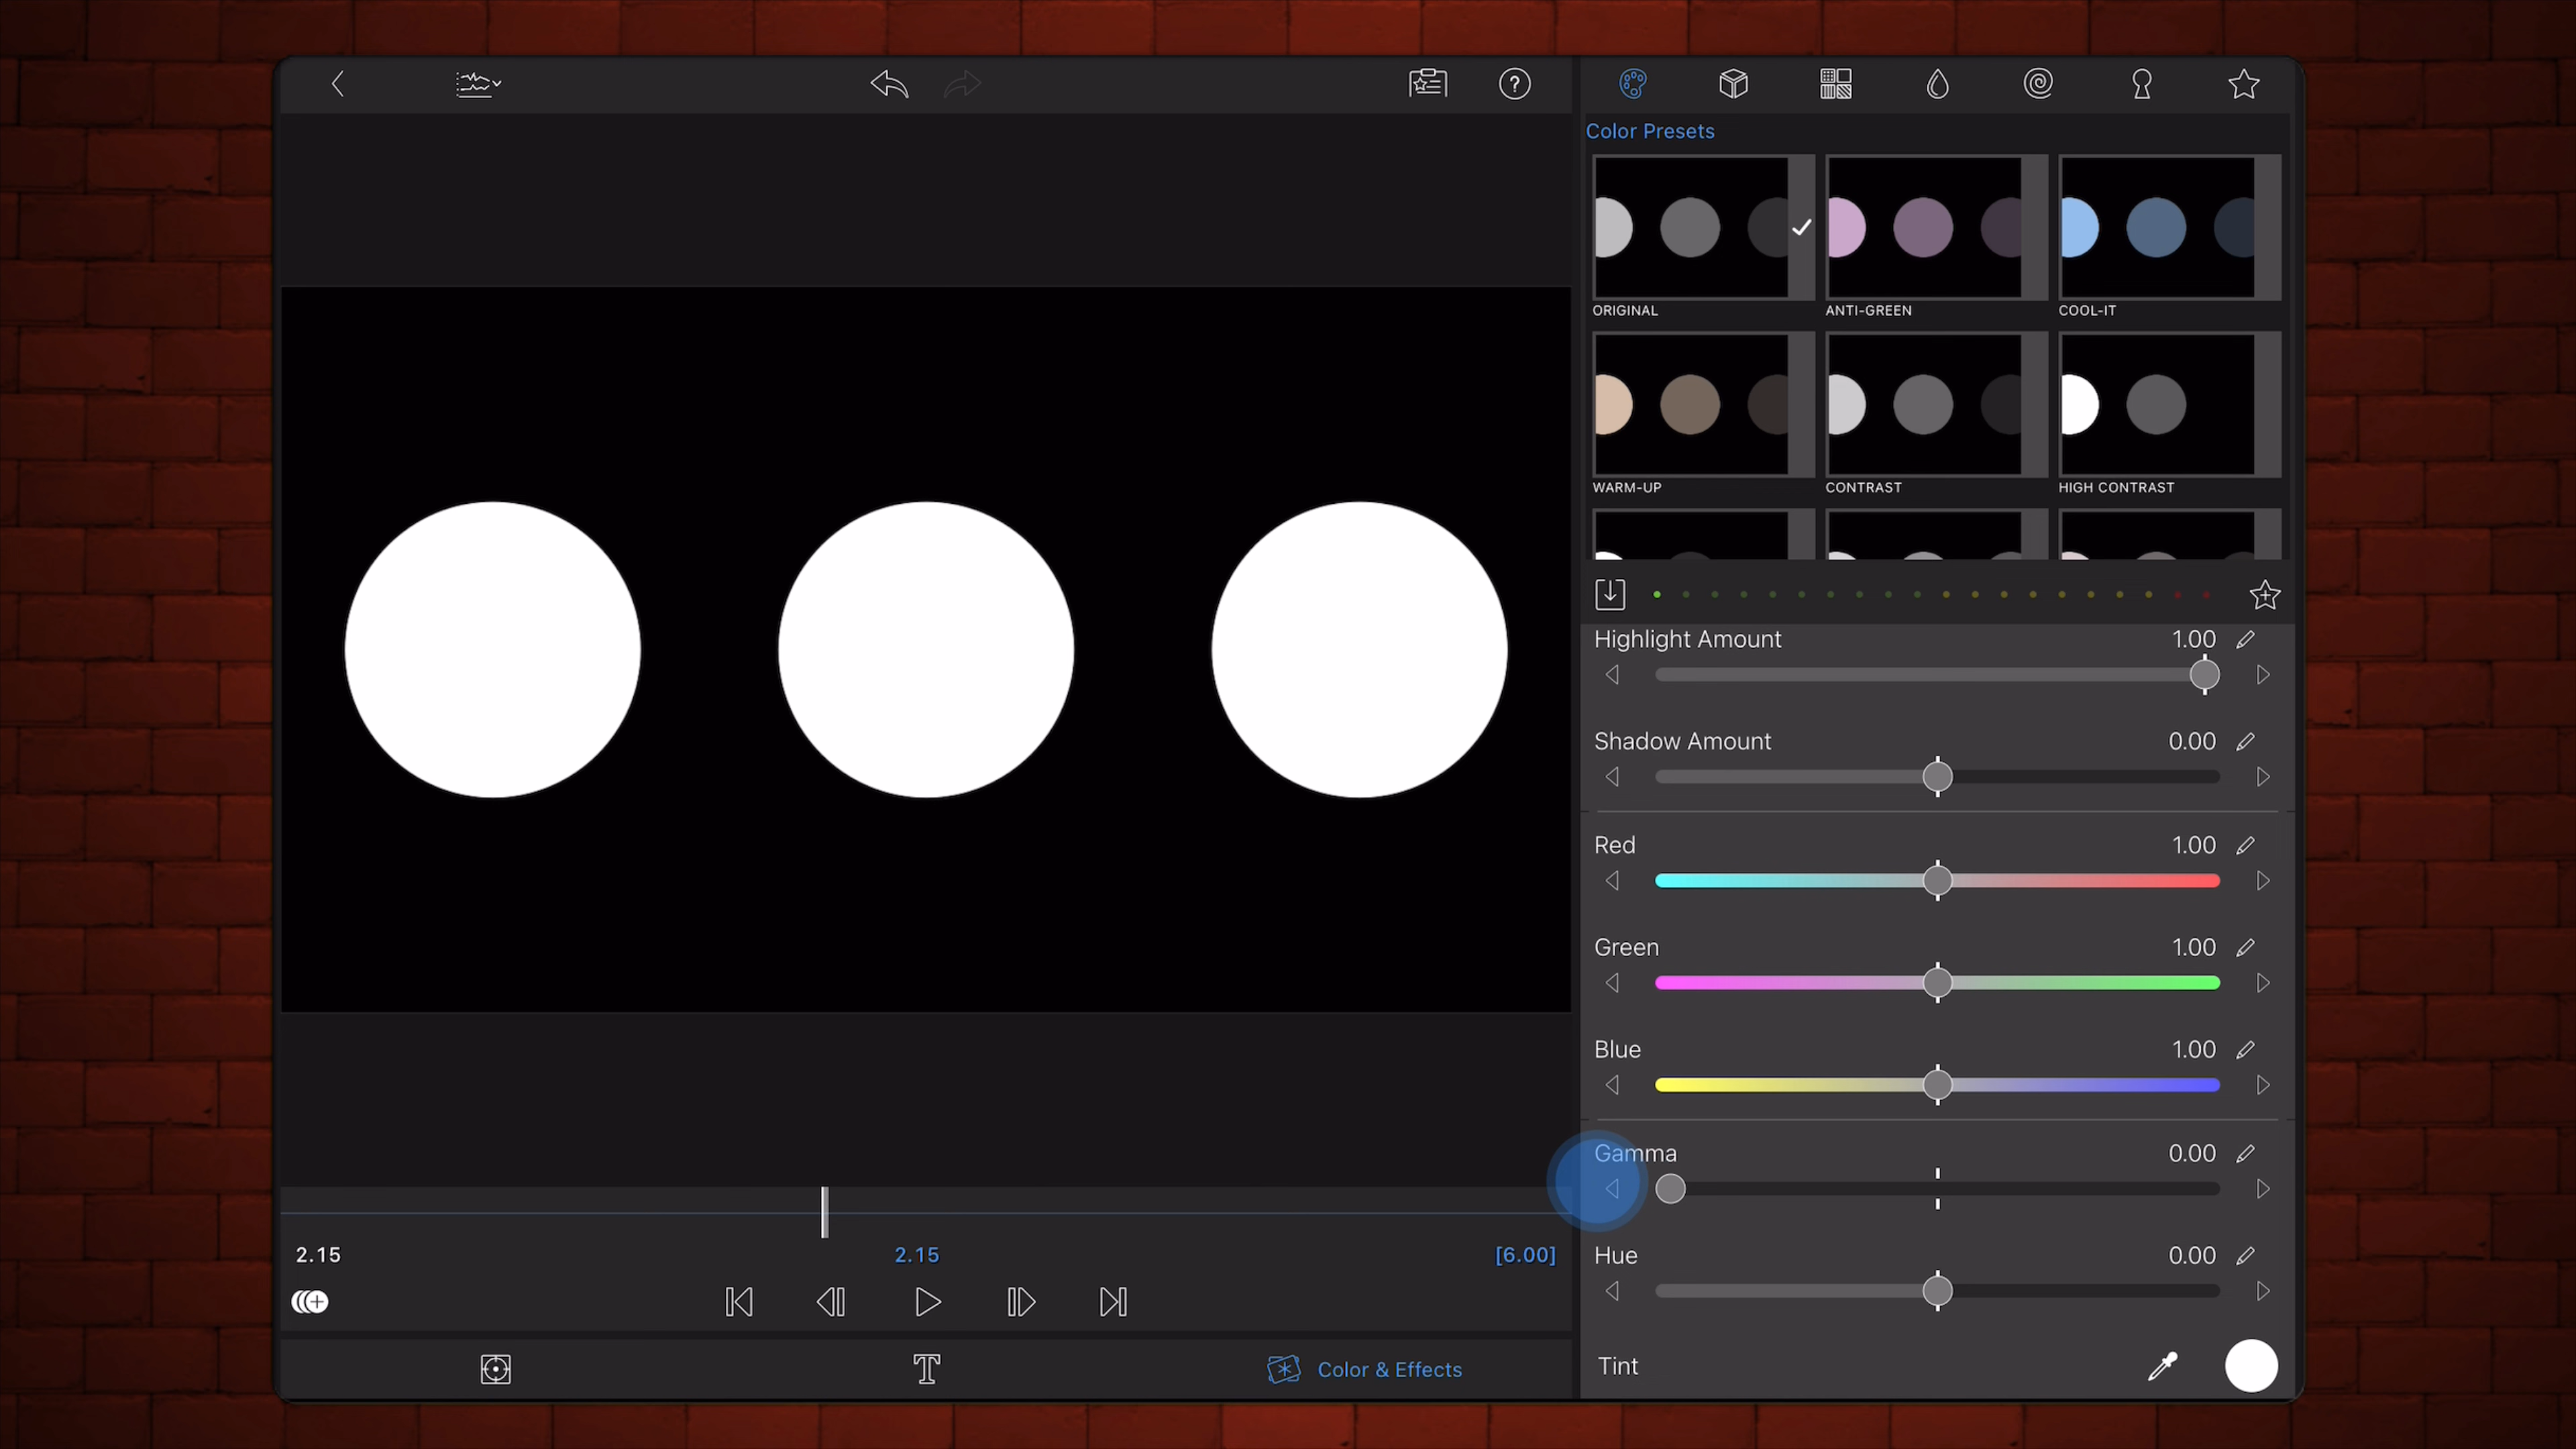 Color Presets
ORIGINAL
ANTI-GREEN
COOL-IT
WARM-UP
CONTRAST
HIGH CONTRAST
Highlight Amount 1.00
Shadow Amount 0.00
Red 1.00
Green 1.00
Blue 1.00
Gamma 0.00
Hue 0.00
Tint
2.15 2.15 [6.00]
Color & Effects